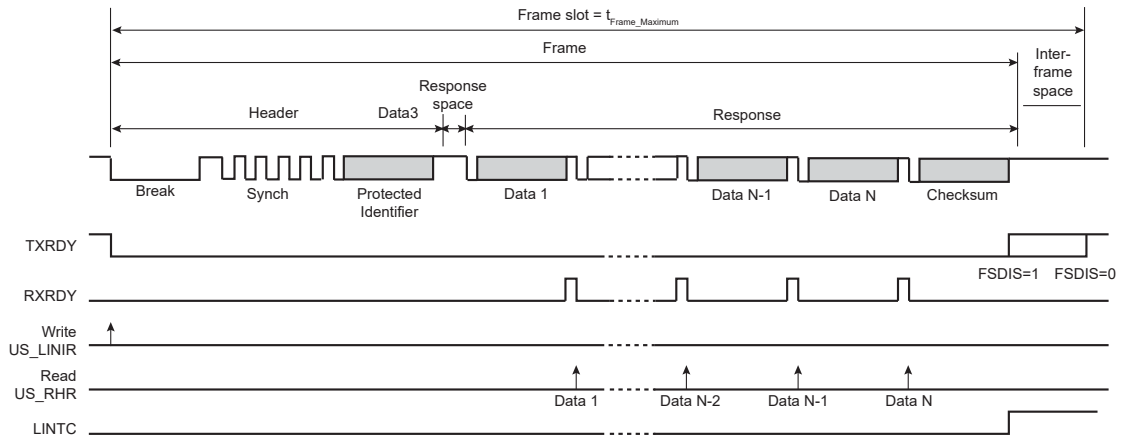 Frame slot = tFrame_Maximum
Frame
Inter-
frame
space
Response
space
Header
Data3
Response
Break
Synch
Protected
Identifier
Data 1
Data N-1
Data N
Checksum
TXRDY
FSDIS=1
FSDIS=0
RXRDY
Write
US_LINIR
Read
US_RHR
Data 1
Data N-2
Data N-1
Data N
LINTC